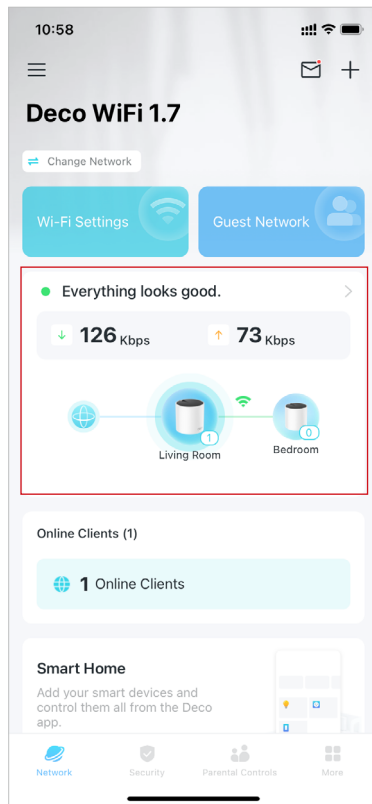 10:58
Deco WiFi 1.7
Change Network
Wi-Fi Settings
Guest Network
Everything looks good.
126 Kbps
73 Kbps
1
0
Living Room
Bedroom
Online Clients (1)
1 Online Clients
Smart Home
Add your smart devices and
control them all from the Deco
app.
Network
Security
Parental Controls
More